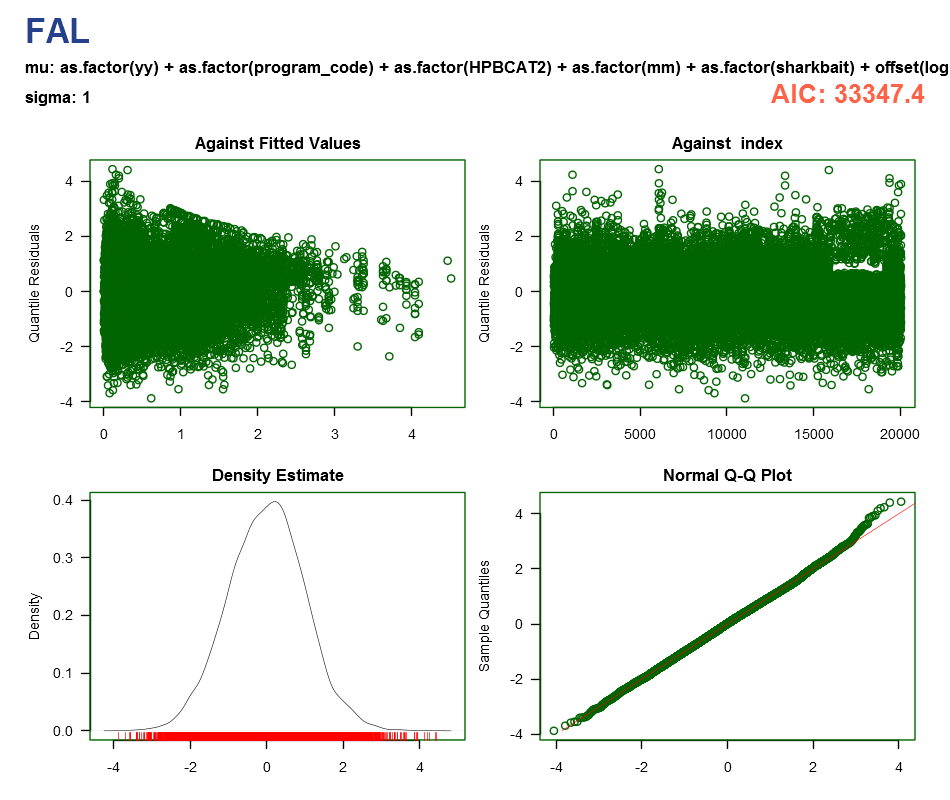 FAL
mu: as.factor(yy) + as.factor(program_code) + as.factor(HPBCAT2) + as.factor(mm) + as.factor(sharkbait) + offset(log
sigma: 1
AIC: 33347.4
Against Fitted Values
Quantile Residuals
4
2
0
-2
-4
0 1 2 3 4
Against index
Quantile Residuals
4
2
0
-2
-4
0 5000 10000 15000 20000
Density Estimate
Density
0.4
0.3
0.2
0.1
0.0
-4 -2 0 2 4
Normal Q-Q Plot
Sample Quantiles
4
2
0
-2
-4
-4 -2 0 2 4